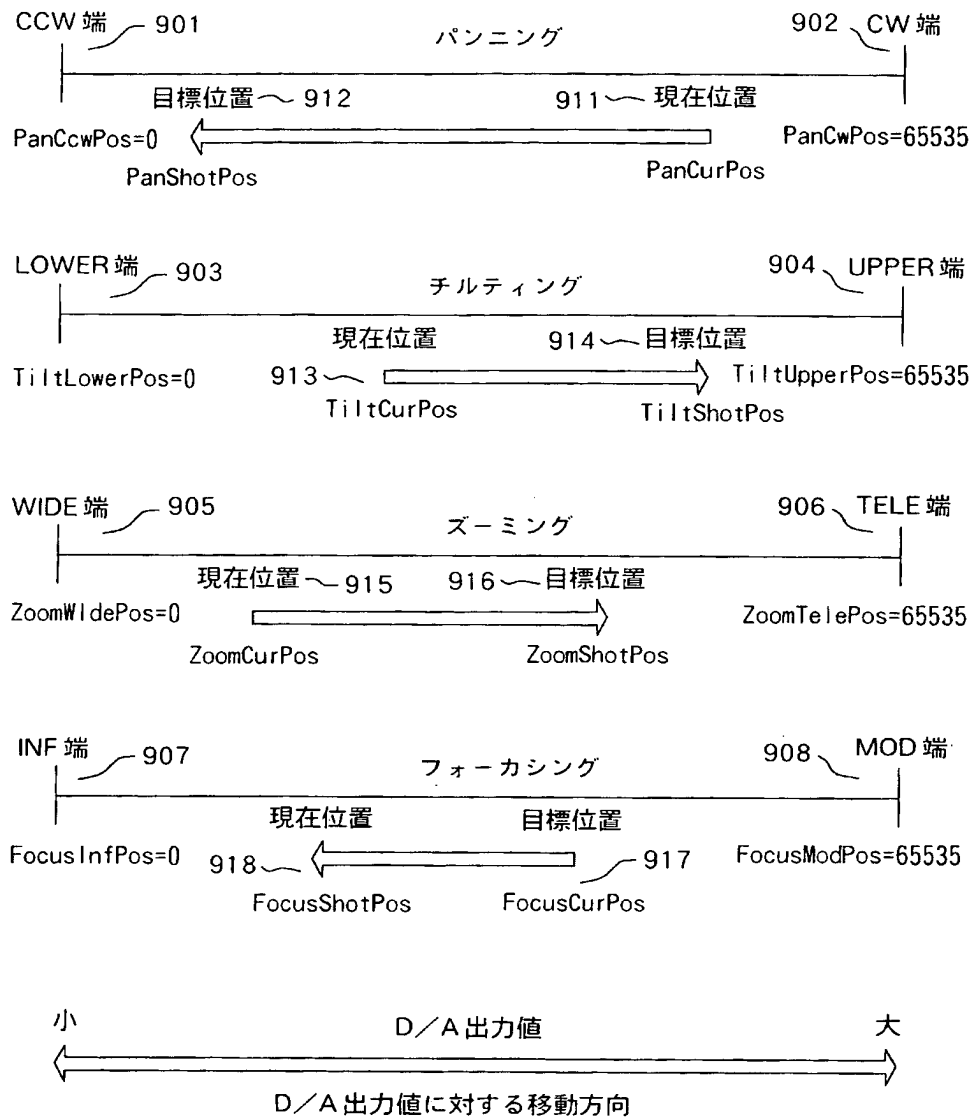 CCW端 901 パンニング 902 CW端
目標位置 912 911 現在位置
PanCcwPos=0 PanCwPos=65535
PanShotPos PanCurPos
LOWER端 903 チルティング 904 UPPER端
現在位置 914 目標位置
TiltLowerPos=0 913 TiltUpperPos=65535
TiltCurPos TiltShotPos
WIDE端 905 ズーミング 906 TELE端
現在位置 915 916 目標位置
ZoomWIdePos=0 ZoomTelePos=65535
ZoomCurPos ZoomShotPos
INF端 907 フォーカシング 908 MOD端
現在位置 目標位置
FocusInfPos=0 918 917 FocusModPos=65535
FocusShotPos FocusCurPos
小 D/A出力値 大
D/A出力値に対する移動方向